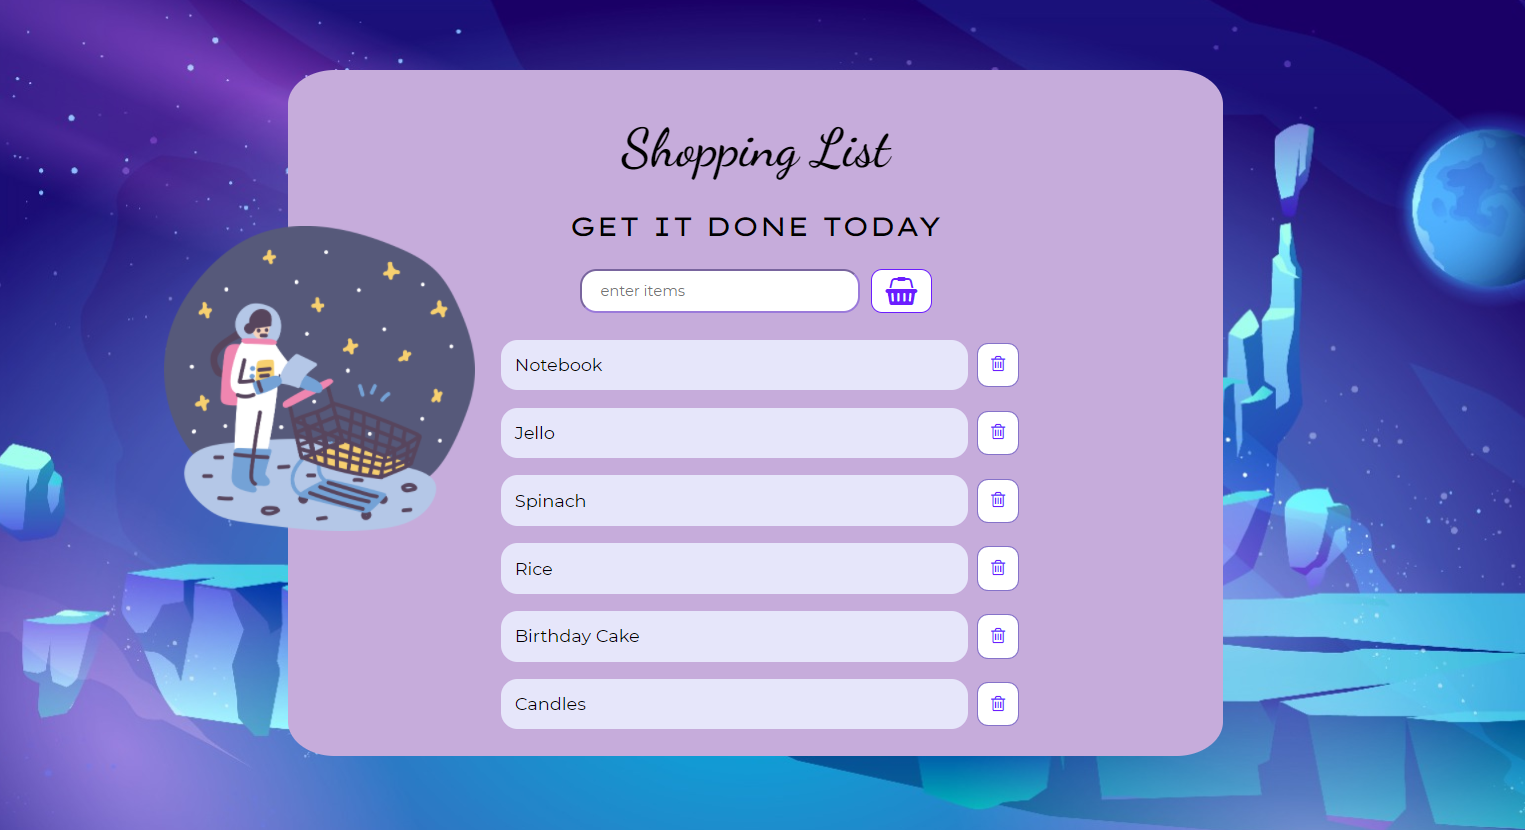 Shopping List
GET IT DONE TODAY
enter items
Notebook
Jello
Spinach
Rice
Birthday Cake
Candles